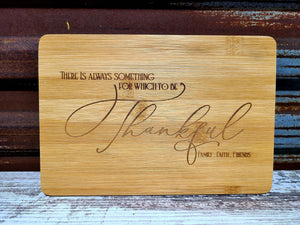 There Is always something
for which to be
Thankful
Family, Faith, Friends